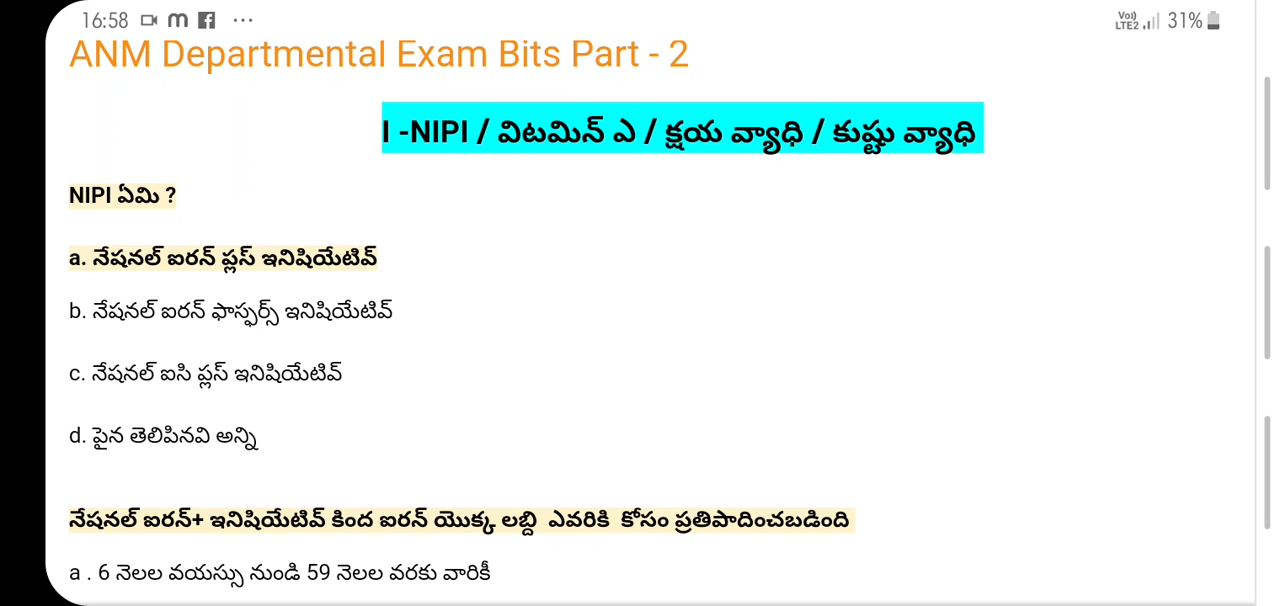 16:58 m f ... Vo)) LTE2 31%
ANM Departmental Exam Bits Part - 2
I -NIPI / విటమిన్ ఎ / క్షయ వ్యాధి / కుష్టు వ్యాధి
NIPI ఏమి ?
a. నేషనల్ ఐరన్ ప్లస్ ఇనిషియేటివ్
b. నేషనల్ ఐరన్ ఫాస్ఫర్స్ ఇనిషియేటివ్
c. నేషనల్ ఐసి ప్లస్ ఇనిషియేటివ్
d. పైన తెలిపినవి అన్ని
నేషనల్ ఐరన్+ ఇనిషియేటివ్ కింద ఐరన్ యొక్క లబ్ది ఎవరికి కోసం ప్రతిపాదించబడింది
a . 6 నెలల వయస్సు నుండి 59 నెలల వరకు వారికీ